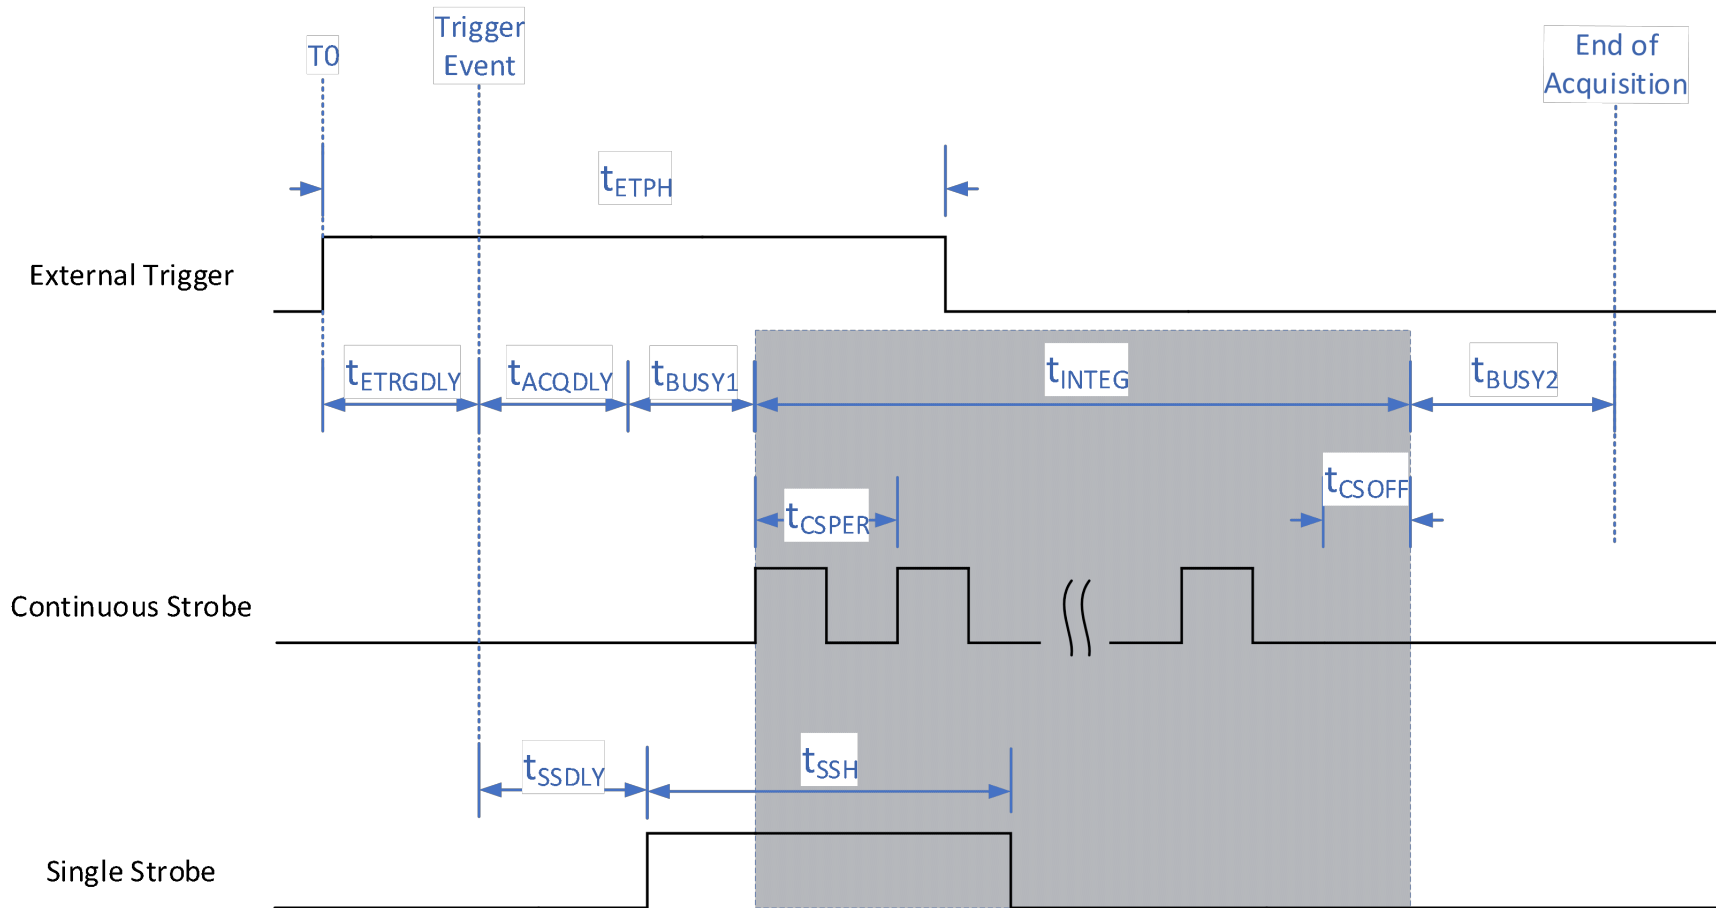 T0
Trigger
Event
End of
Acquisition
tETPH
External Trigger
tETRGDLY
tACQDLY
tBUSY1
tINTEG
tBUSY2
tCSOFF
tCSPER
Continuous Strobe
tSSDLY
tSSH
Single Strobe